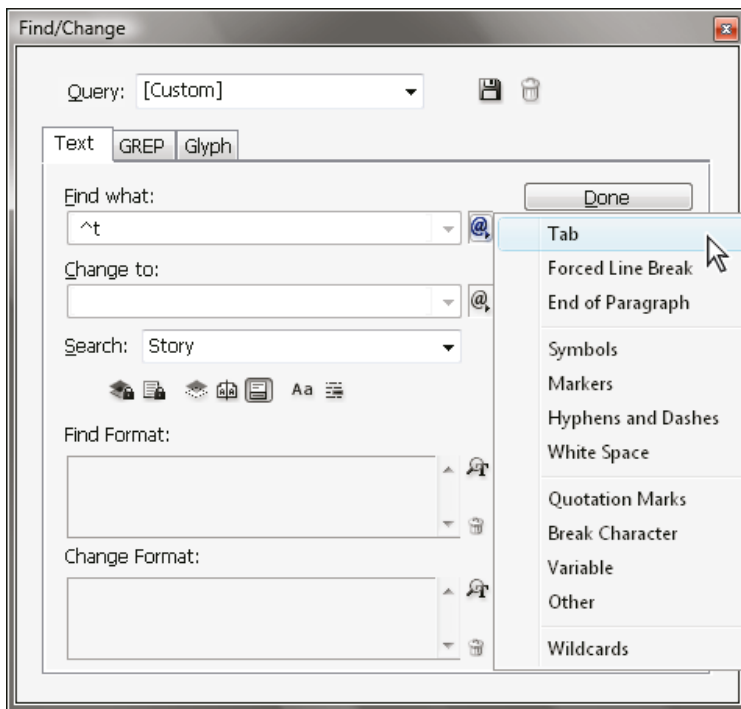 Find/Change
Query: [Custom]
Text GREP Glyph
Find what:
Done
^t
@
Tab
Forced Line Break
End of Paragraph
Change to:
@
Search: Story
Symbols
Markers
Hyphens and Dashes
White Space
Aa
Find Format:
Quotation Marks
Break Character
Variable
Other
Change Format:
Wildcards